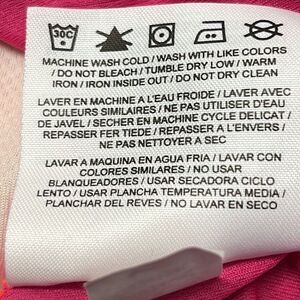 30C
MACHINE WASH COLD / WASH WITH LIKE COLORS
/ DO NOT BLEACH / TUMBLE DRY LOW / WARM
IRON / IRON INSIDE OUT / DO NOT DRY CLEAN
LAVER EN MACHINE A L'EAU FROIDE / LAVER AVEC
COULEURS SIMILAIRES / NE PAS UTILISER D'EAU
DE JAVEL / SECHER EN MACHINE CYCLE DELICAT /
REPASSER FER TIEDE / REPASSER A L'ENVERS /
NE PAS NETTOYER A SEC
LAVAR A MAQUINA EN AGUA FRIA / LAVAR CON
COLORES SIMILARES / NO USAR
BLANQUEADORES / USAR SECADORA CICLO
LENTO / USAR PLANCHA TEMPERATURA MEDIA /
PLANCHAR DEL REVES / NO LAVAR EN SECO